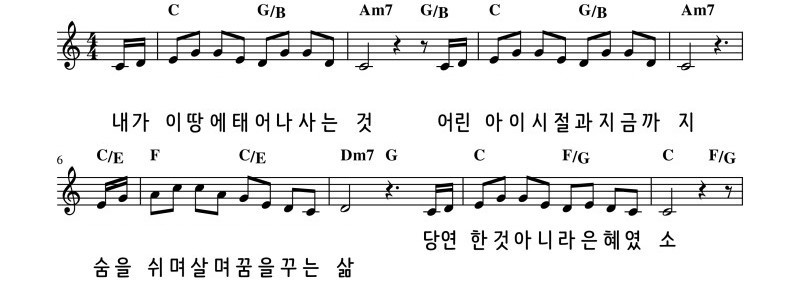 C G/B Am7 G/B C G/B Am7
4 4
내가 이 땅 에 태 어 나 사 는 것 어린 아 이 시 절 과 지 금 까 지
6 C/E F C/E Dm7 G C F/G C F/G
당연 한 것 아 니 라 은 혜 였 소
숨을 쉬 며 살 며 꿈 을 꾸 는 삶